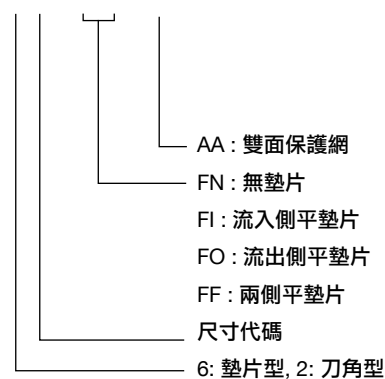 AA : 雙面保護網
FN : 無墊片
FI : 流入側平墊片
FO : 流出側平墊片
FF : 兩側平墊片
尺寸代碼
6: 墊片型, 2: 刀角型